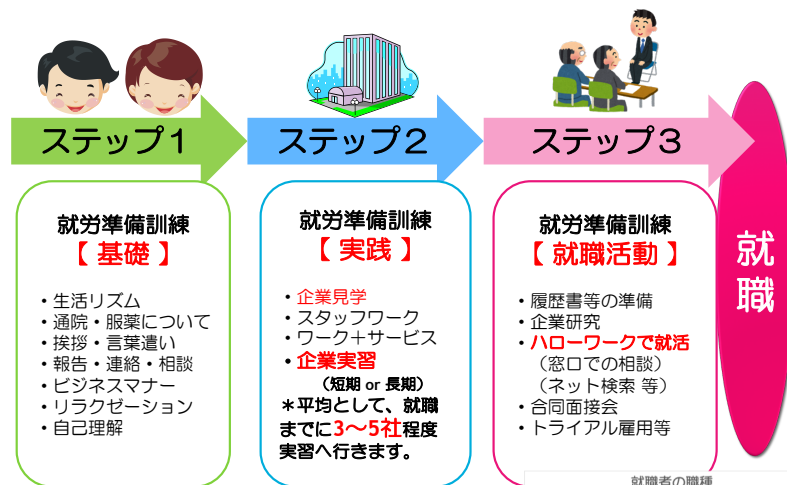 ステップ1
ステップ2
ステップ3
就労準備訓練
【 基礎 】
・生活リズム
・通院・服薬について
・挨拶・言葉遣い
・報告・連絡・相談
・ビジネスマナー
・リラクゼーション
・自己理解
就労準備訓練
【 実践 】
・企業見学
・スタッフワーク
・ワーク＋サービス
・企業実習
（短期 or 長期）
＊平均として、就職
までに3～5社程度
実習へ行きます。
就労準備訓練
【 就職活動 】
・履歴書等の準備
・企業研究
・ハローワークで就活
（窓口での相談）
（ネット検索 等）
・合同面接会
・トライアル雇用等
就職
就職者の職種